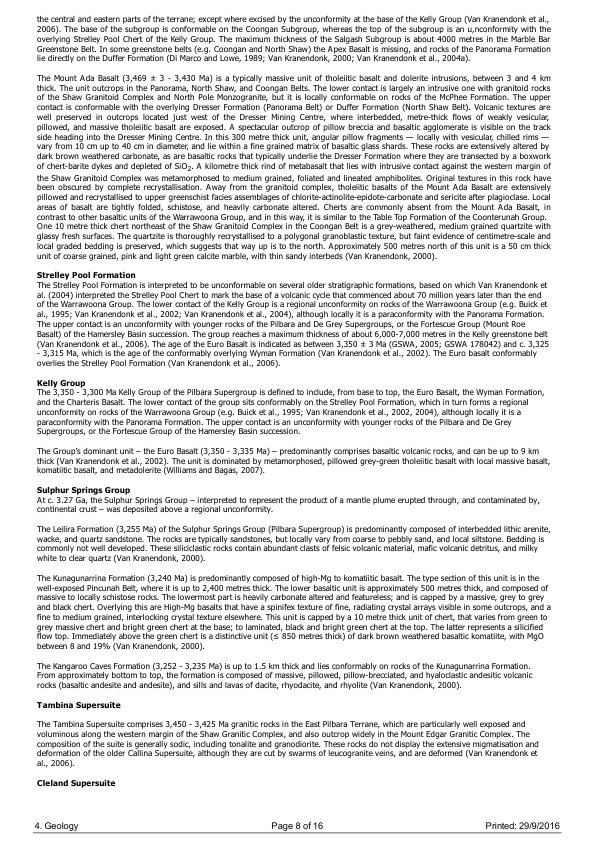 the central and eastern parts of the terrane; except where excised by the unconformity at the base of the Kelly Group (Van Kranendonk et al.,
2006). The base of the subgroup is conformable on the Coongan Subgroup, whereas the top of the subgroup is an u,nconformity with the
overlying Strelley Pool Chert of the Kelly Group. The maximum thickness of the Salgash Subgroup is about 4000 metres in the Marble Bar
Greenstone Belt. In some greenstone belts (e.g. Coongan and North Shaw) the Apex Basalt is missing, and rocks of the Panorama Formation
lie directly on the Duffer Formation (Di Marco and Lowe, 1989; Van Kranendonk, 2000; Van Kranendonk et al., 2004a).
The Mount Ada Basalt (3,469 ± 3 - 3,430 Ma) is a typically massive unit of tholeiitic basalt and dolerite intrusions, between 3 and 4 km
thick. The unit outcrops in the Panorama, North Shaw, and Coongan Belts. The lower contact is largely an intrusive one with granitoid rocks
of the Shaw Granitoid Complex and North Pole Monzogranite, but it is locally conformable on rocks of the McPhee Formation. The upper
contact is conformable with the overlying Dresser Formation (Panorama Belt) or Duffer Formation (North Shaw Belt). Volcanic textures are
well preserved in outcrops located just west of the Dresser Mining Centre, where interbedded, metre-thick flows of weakly vesicular,
pillowed, and massive tholeiitic basalt are exposed. A spectacular outcrop of pillow breccia and basaltic agglomerate is visible on the track
side heading into the Dresser Mining Centre. In this 300 metre thick unit, angular pillow fragments — locally with vesicular, chilled rims —
vary from 10 cm up to 40 cm in diameter, and lie within a fine grained matrix of basaltic glass fragments. These rocks are extensively altered by
dark brown weathered carbonate, as are basaltic rocks that typically underlie the Dresser Formation where they are transected by a boxwork
of chert-barite dykes and depleted of SiO2. A kilometre thick rind of metabasalt that lies with intrusive contact against the western margin of
the Shaw Granitoid Complex was metamorphosed to medium grained, foliated and lineated amphibolites. Original textures in this rock have
been obscured by complete recrystallisation. Away from the granitoid complex, tholeiitic basalts of the Mount Ada Basalt are extensively
pillowed and recrystallised to upper greenschist facies assemblages of chlorite-actinolite-epidote-carbonate and sericite after plagioclase. Local
areas of basalt are tightly folded, schistose, and heavily carbonate altered. Cherts are commonly absent from the Mount Ada Basalt, in
contrast to other basaltic units of the Warrawoona Group, and in this way, it is similar to the Table Top Formation of the Coonterunah Group.
One 10 metre thick chert northeast of the Shaw Granitoid Complex in the Coongan Belt is a grey-weathered, medium grained quartzite with
glassy fresh surfaces. The quartzite is thoroughly recrystallised to a polygonal granoblastic texture, but faint evidence of centimetre-scale and
local graded bedding is preserved, which suggests that way up is to the north. Approximately 500 metres north of this unit is a 50 cm thick
unit of coarse grained, pink and light green calcite marble, with thin sandy interbeds (Van Kranendonk, 2000).
Strelley Pool Formation
The Strelley Pool Formation is interpreted to be unconformable on several older stratigraphic formations, based on which Van Kranendonk et
al. (2004) interpreted the Strelley Pool Chert to mark the base of a volcanic cycle that commenced about 70 million years later than the end
of the Warrawoona Group. The lower contact of the Kelly Group is a regional unconformity on rocks of the Warrawoona Group (e.g. Buick et
al., 1995; Van Kranendonk et al., 2002; Van Kranendonk et al., 2004), although locally it is a paraconformity with the Panorama Formation.
The upper contact is an unconformity with younger rocks of the Pilbara and De Grey Supergroups, or the Fortescue Group (Mount Roe
Basalt) of the Hamersley Basin succession. The group reaches a maximum thickness of about 6,000-7,000 metres in the Kelly greenstone belt
(Van Kranendonk et al., 2006). The age of the Euro Basalt is indicated as between 3,350 ± 3 Ma (GSWA, 2005; GSWA 178042) and c. 3,325
- 3,315 Ma, which is the age of the conformably overlying Wyman Formation (Van Kranendonk et al., 2002). The Euro basalt conformably
overlies the Strelley Pool Formation (Van Kranendonk et al., 2006).
Kelly Group
The 3,350 - 3,300 Ma Kelly Group of the Pilbara Supergroup is defined to include, from base to top, the Euro Basalt, the Wyman Formation,
and the Charteris Basalt. The lower contact of the group sits conformably on the Strelley Pool Formation, which in turn forms a regional
unconformity on rocks of the Warrawoona Group (e.g. Buick et al., 1995; Van Kranendonk et al., 2002, 2004), although locally it is a
paraconformity with the Panorama Formation. The upper contact is an unconformity with younger rocks of the Pilbara and De Grey
Supergroups, or the Fortescue Group of the Hamersley Basin succession.
The Group's dominant unit – the Euro Basalt (3,350 - 3,335 Ma) – predominantly comprises basaltic volcanic rocks, and can be up to 9 km
thick (Van Kranendonk et al., 2002). The unit is dominated by metamorphosed, pillowed grey-green tholeiitic basalt with local massive basalt,
komatiitic basalt, and metadolerite (Williams and Bagas, 2007).
Sulphur Springs Group
At c. 3.27 Ga, the Sulphur Springs Group – interpreted to represent the product of a mantle plume erupted through, and contaminated by,
continental crust – was deposited above a regional unconformity.
The Leilira Formation (3,255 Ma) of the Sulphur Springs Group (Pilbara Supergroup) is predominantly composed of interbedded lithic arenite,
wacke, and quartz sandstone. The rocks are typically sandstones, but locally vary from coarse to pebbly sand, and local siltstone. Bedding is
commonly not well developed. These siliciclastic rocks contain abundant clasts of felsic volcanic material, mafic volcanic detritus, and milky
white to clear quartz (Van Kranendonk, 2000).
The Kunagunarrina Formation (3,240 Ma) is predominantly composed of high-Mg to komatiitic basalt. The type section of this unit is in the
well-exposed Pincunah Belt, where it is up to 2,400 metres thick. The lower basaltic unit is approximately 500 metres thick, and composed of
massive to locally schistose rocks. The lowermost part is heavily carbonate altered and featureless; and is capped by a massive, grey to grey
and black chert. Overlying this are High-Mg basalts that have a spinifex texture of fine, radiating crystal arrays visible in some outcrops, and a
fine to medium grained, interlocking crystal texture elsewhere. This unit is capped by a 10 metre thick unit of chert, that varies from green to
grey massive chert and bright green chert at the base; to laminated, black and bright green chert at the top. The latter represents a silicified
flow top. Immediately above the green chert is a distinctive unit (≤ 850 metres thick) of dark brown weathered basaltic komatiite, with MgO
between 8 and 19% (Van Kranendonk, 2000).
The Kangaroo Caves Formation (3,252 - 3,235 Ma) is up to 1.5 km thick and lies conformably on rocks of the Kunagunarrina Formation.
From approximately bottom to top, the formation is composed of massive, pillowed, pillow-brecciated, and hyaloclastic andesitic volcanic
rocks (basaltic andesite and andesite), and sills and lavas of dacite, rhyodacite, and rhyolite (Van Kranendonk, 2000).
Tambina Supersuite
The Tambina Supersuite comprises 3,450 - 3,425 Ma granitic rocks in the East Pilbara Terrane, which are particularly well exposed and
voluminous along the western margin of the Shaw Granitic Complex, and also outcrop widely in the Mount Edgar Granitic Complex. The
composition of the suite is generally sodic, including tonalite and granodiorite. These rocks do not display the extensive migmatisation and
deformation of the older Callina Supersuite, although they are cut by swarms of leucogranite veins, and are deformed (Van Kranendonk et
al., 2006).
Cleland Supersuite
4. Geology
Page 8 of 16
Printed: 29/9/2016